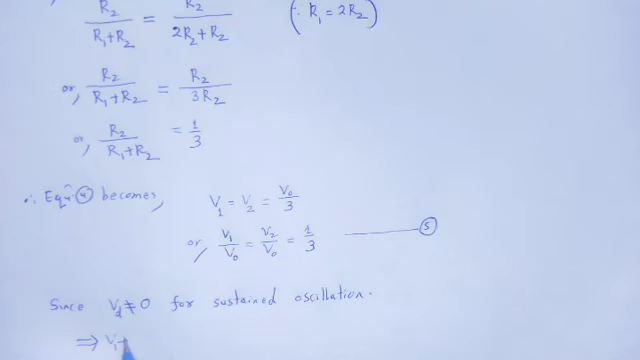 R₂/(R₁+R₂) = R₂/(2R₂+R₂) (∵ R₁ = 2R₂)
or, R₂/(R₁+R₂) = R₂/3R₂
or, R₂/(R₁+R₂) = 1/3
∴ Eqⁿ ④ becomes, V₁ = V₂ = V₀/3
or, V₁/V₀ = V₂/V₀ = 1/3 —— ⑤
Since V_d ≠ 0 for sustained oscillation.
⟹ V₁